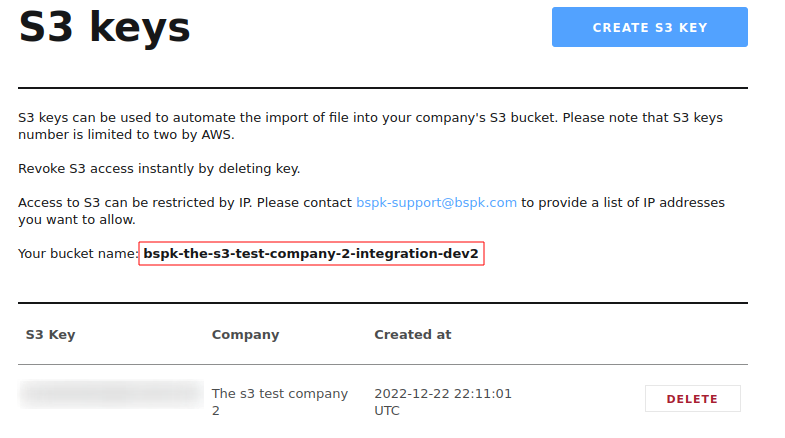 S3 keys
CREATE S3 KEY
S3 keys can be used to automate the import of file into your company's S3 bucket. Please note that S3 keys
number is limited to two by AWS.
Revoke S3 access instantly by deleting key.
Access to S3 can be restricted by IP. Please contact bspk-support@bspk.com to provide a list of IP addresses
you want to allow.
Your bucket name: bspk-the-s3-test-company-2-integration-dev2
S3 Key Company Created at
The s3 test company 2022-12-22 22:11:01 DELETE
2 UTC